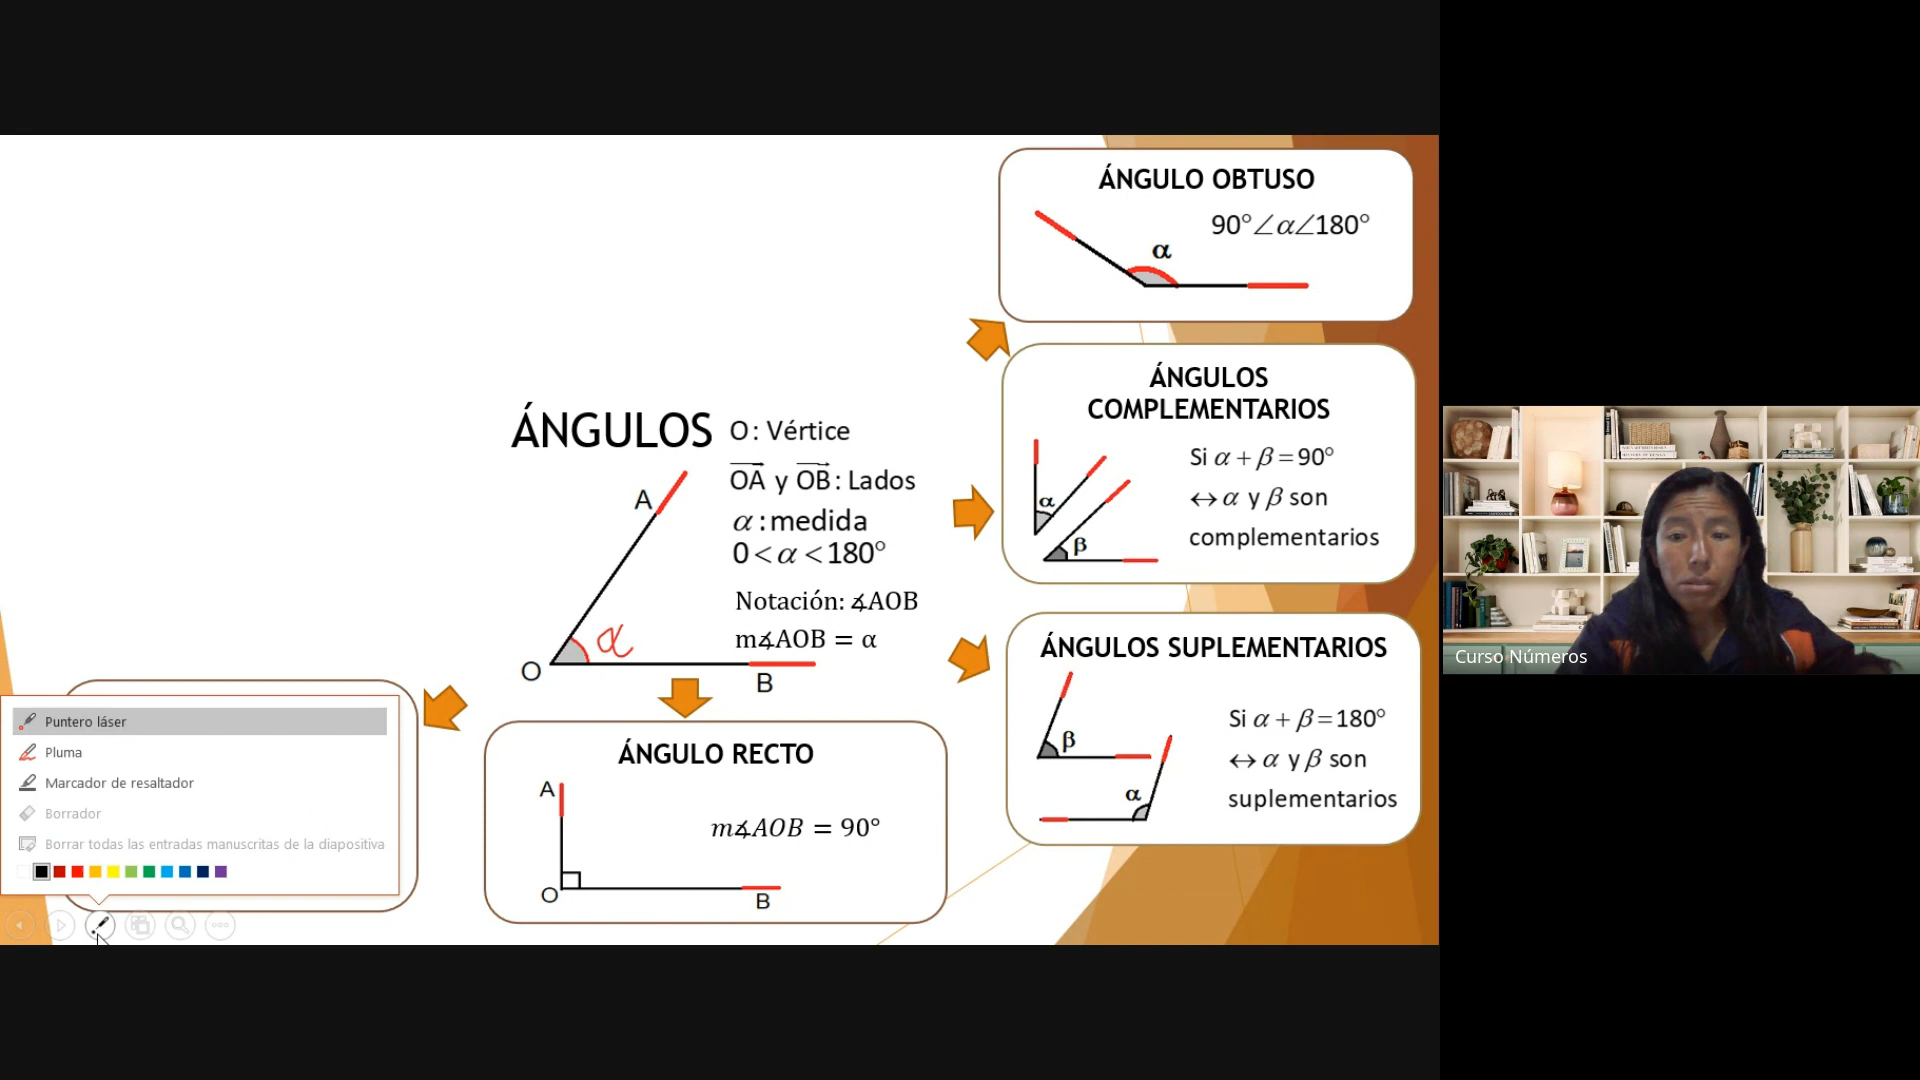 ÁNGULO OBTUSO
90°∠α∠180°
α
ÁNGULOS
COMPLEMENTARIOS
Si α + β = 90°
↔ α y β son
complementarios
α
β
ÁNGULOS
O : Vértice
OA y OB : Lados
α : medida
0 < α < 180°
Notación: ∡AOB
m∡AOB = α
A
α
O
B
ÁNGULOS SUPLEMENTARIOS
Si α + β = 180°
↔ α y β son
suplementarios
β
α
ÁNGULO RECTO
A
m∡AOB = 90°
O
B
Puntero láser
Pluma
Marcador de resaltador
Borrador
Borrar todas las entradas manuscritas de la diapositiva
Curso Números